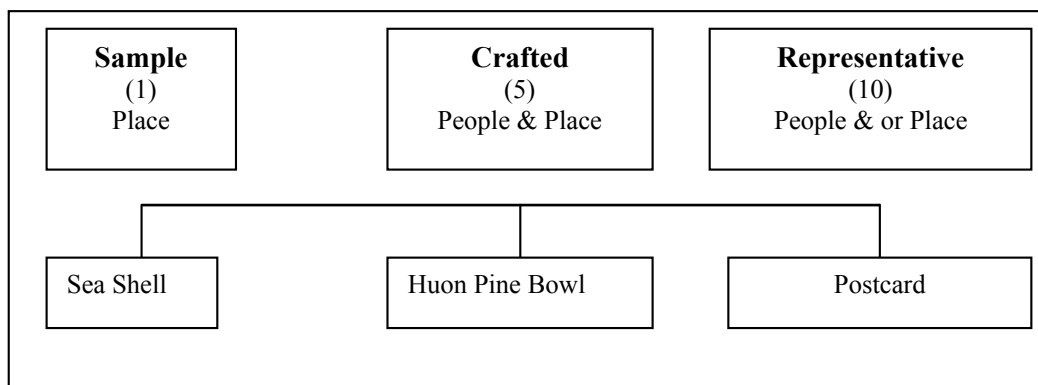 Sample
(1)
Place
Crafted
(5)
People & Place
Representative
(10)
People & or Place
Sea Shell
Huon Pine Bowl
Postcard